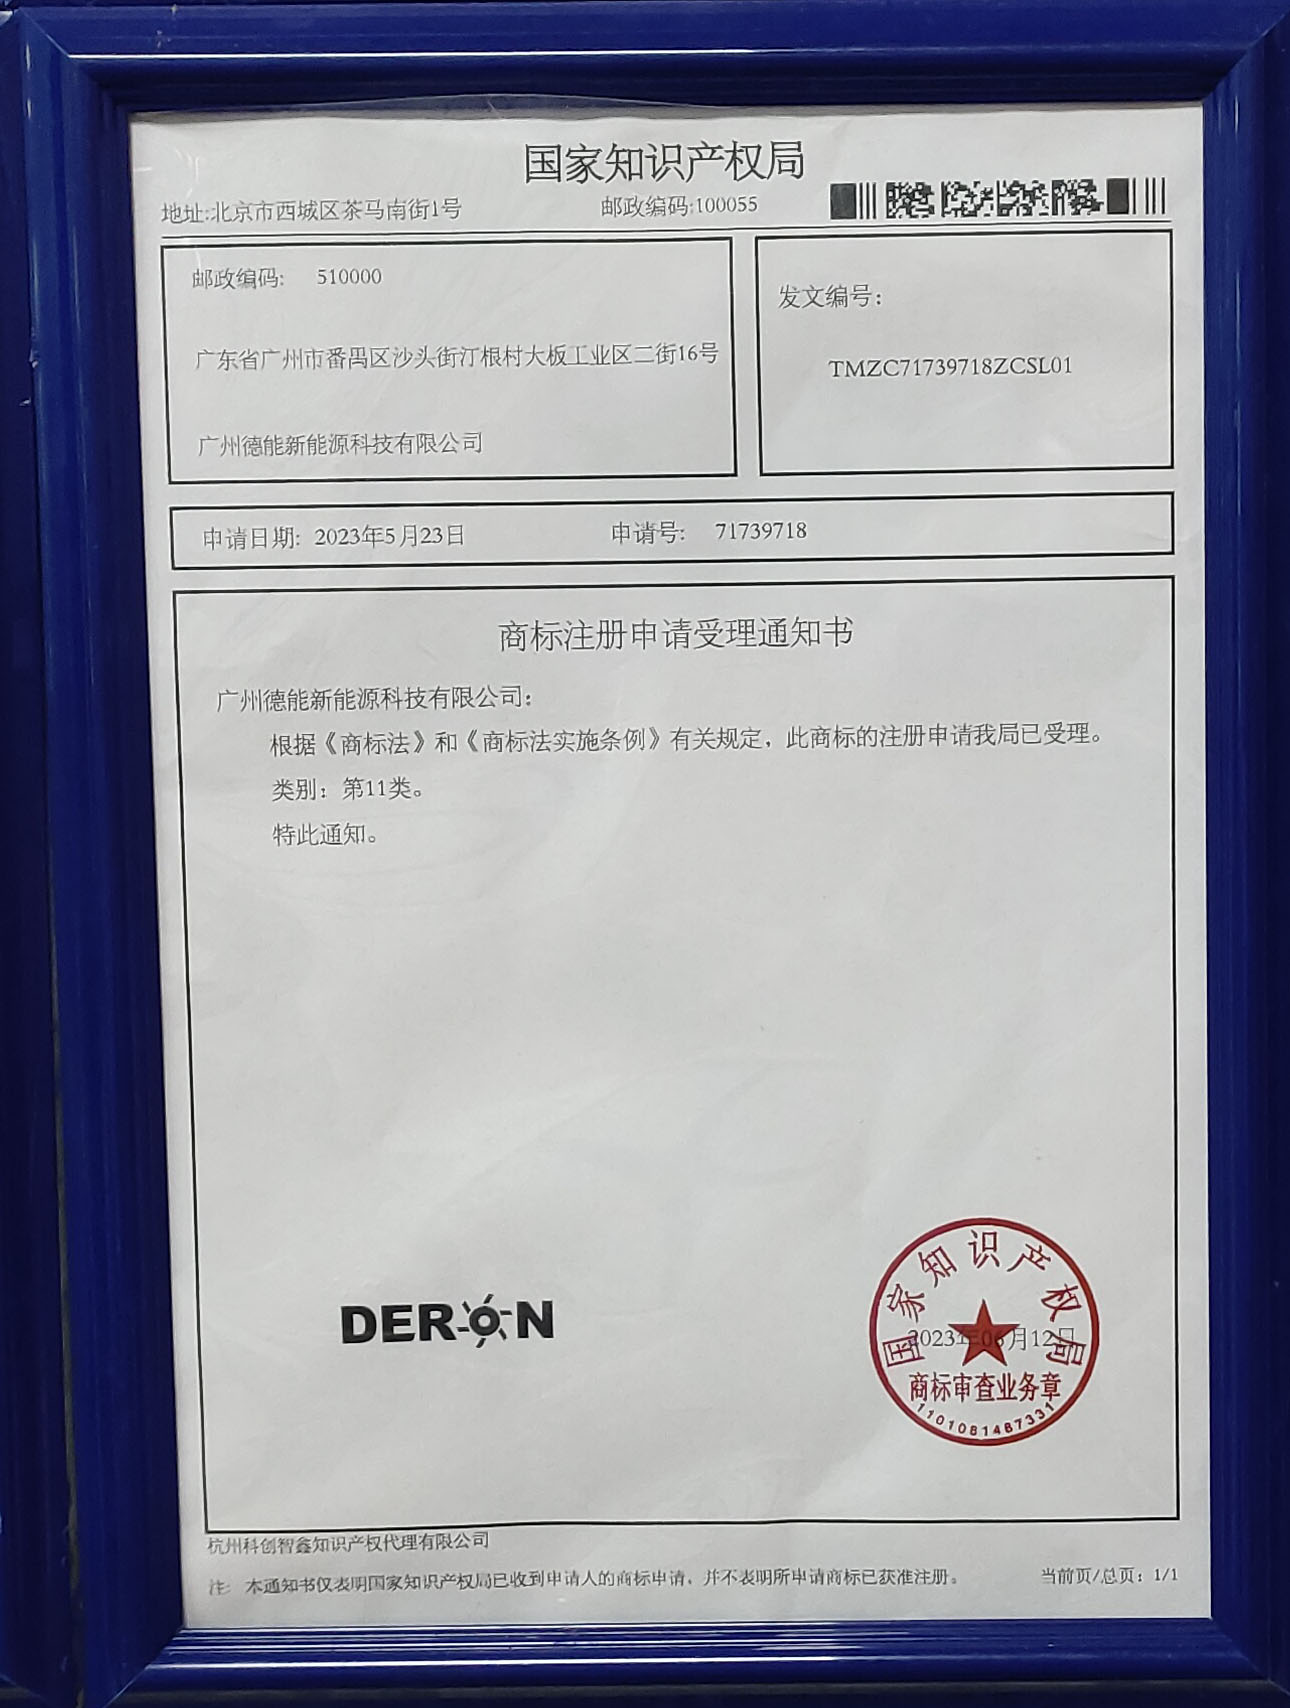 国家知识产权局
地址:北京市西城区茶马南街1号 邮政编码:100055
邮政编码: 510000
广东省广州市番禺区沙头街汀根村大板工业区二街16号
广州德能新能源科技有限公司
发文编号:
TMZC71739718ZCSL01
申请日期: 2023年5月23日 申请号: 71739718
商标注册申请受理通知书
广州德能新能源科技有限公司:
根据《商标法》和《商标法实施条例》有关规定，此商标的注册申请我局已受理。
类别: 第11类。
特此通知。
DERON
国家知识产权局
2023年06月12日
商标审查业务章
1101081467331
杭州科创智鑫知识产权代理有限公司
注: 本通知书仅表明国家知识产权局已收到申请人的商标申请，并不表明所申请商标已获准注册。 当前页/总页: 1/1